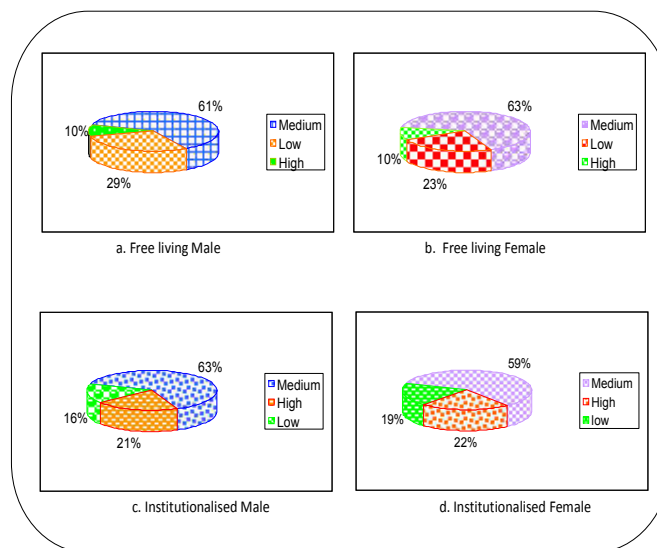 61%
10%
29%
Medium
Low
High
a. Free living Male
63%
10%
23%
Medium
Low
High
b. Free living Female
63%
16%
21%
Medium
High
Low
c. Institutionalised Male
59%
19%
22%
Medium
High
low
d. Institutionalised Female